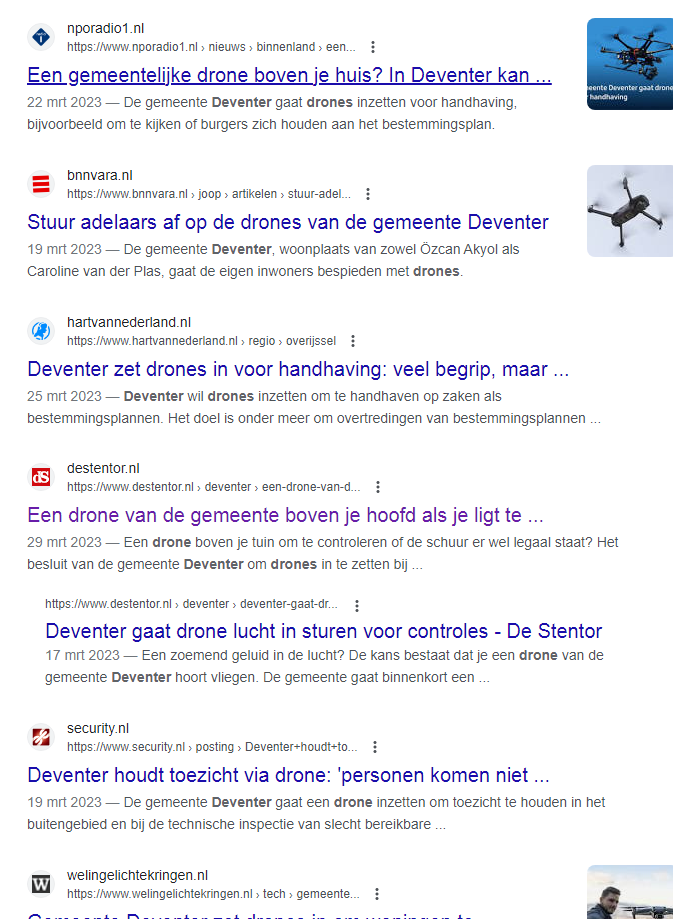 nporadio1.nl
https://www.nporadio1.nl › nieuws › binnenland › een...
Een gemeentelijke drone boven je huis? In Deventer kan ...
22 mrt 2023 — De gemeente Deventer gaat drones inzetten voor handhaving,
bijvoorbeeld om te kijken of burgers zich houden aan het bestemmingsplan.
eente Deventer gaat drone
handhaving
bnnvara.nl
https://www.bnnvara.nl › joop › artikelen › stuur-adel...
Stuur adelaars af op de drones van de gemeente Deventer
19 mrt 2023 — De gemeente Deventer, woonplaats van zowel Özcan Akyol als
Caroline van der Plas, gaat de eigen inwoners bespieden met drones.
hartvannederland.nl
https://www.hartvannederland.nl › regio › overijssel
Deventer zet drones in voor handhaving: veel begrip, maar ...
25 mrt 2023 — Deventer wil drones inzetten om te handhaven op zaken als
bestemmingsplannen. Het doel is onder meer om overtredingen van bestemmingsplannen ...
dS
destentor.nl
https://www.destentor.nl › deventer › een-drone-van-d...
Een drone van de gemeente boven je hoofd als je ligt te ...
29 mrt 2023 — Een drone boven je tuin om te controleren of de schuur er wel legaal staat? Het
besluit van de gemeente Deventer om drones in te zetten bij ...
https://www.destentor.nl › deventer › deventer-gaat-dr...
Deventer gaat drone lucht in sturen voor controles - De Stentor
17 mrt 2023 — Een zoemend geluid in de lucht? De kans bestaat dat je een drone van de
gemeente Deventer hoort vliegen. De gemeente gaat binnenkort een ...
security.nl
https://www.security.nl › posting › Deventer+houdt+to...
Deventer houdt toezicht via drone: 'personen komen niet ...
19 mrt 2023 — De gemeente Deventer gaat een drone inzetten om toezicht te houden in het
buitengebied en bij de technische inspectie van slecht bereikbare ...
W
welingelichtekringen.nl
https://www.welingelichtekringen.nl › tech › gemeente...
Gemeente Deventer zet drones in om woningen te